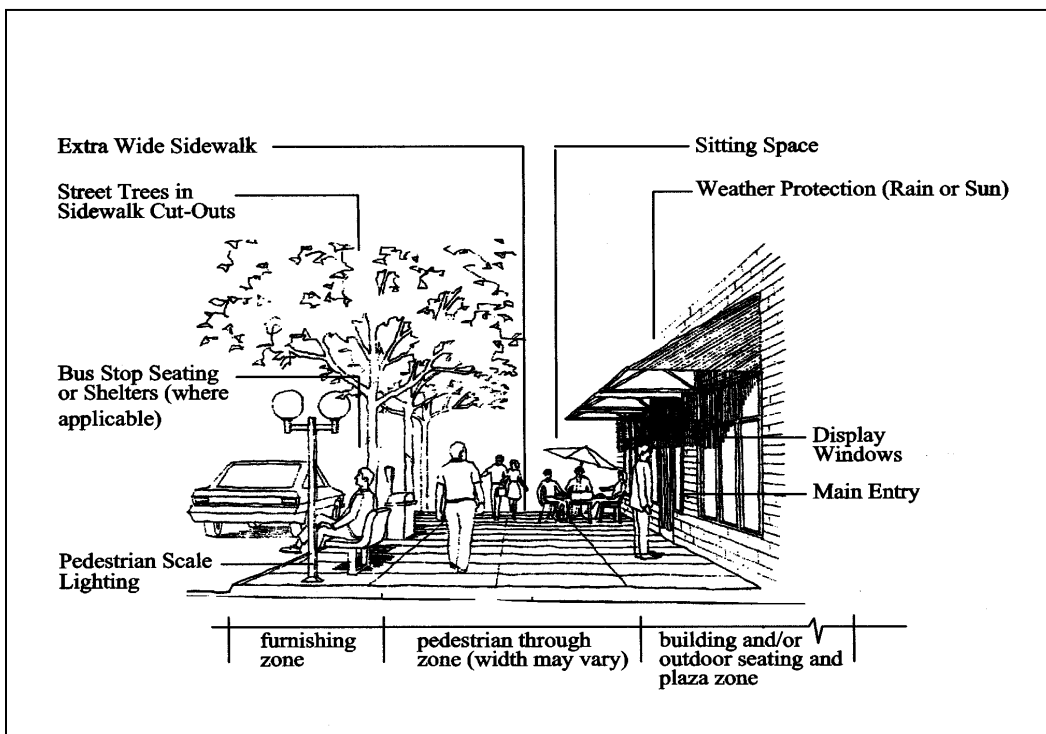 Extra Wide Sidewalk
Street Trees in
Sidewalk Cut-Outs
Bus Stop Seating
or Shelters (where
applicable)
Pedestrian Scale
Lighting
Sitting Space
Weather Protection (Rain or Sun)
Display
Windows
Main Entry
furnishing
zone
pedestrian through
zone (width may vary)
building and/or
outdoor seating and
plaza zone